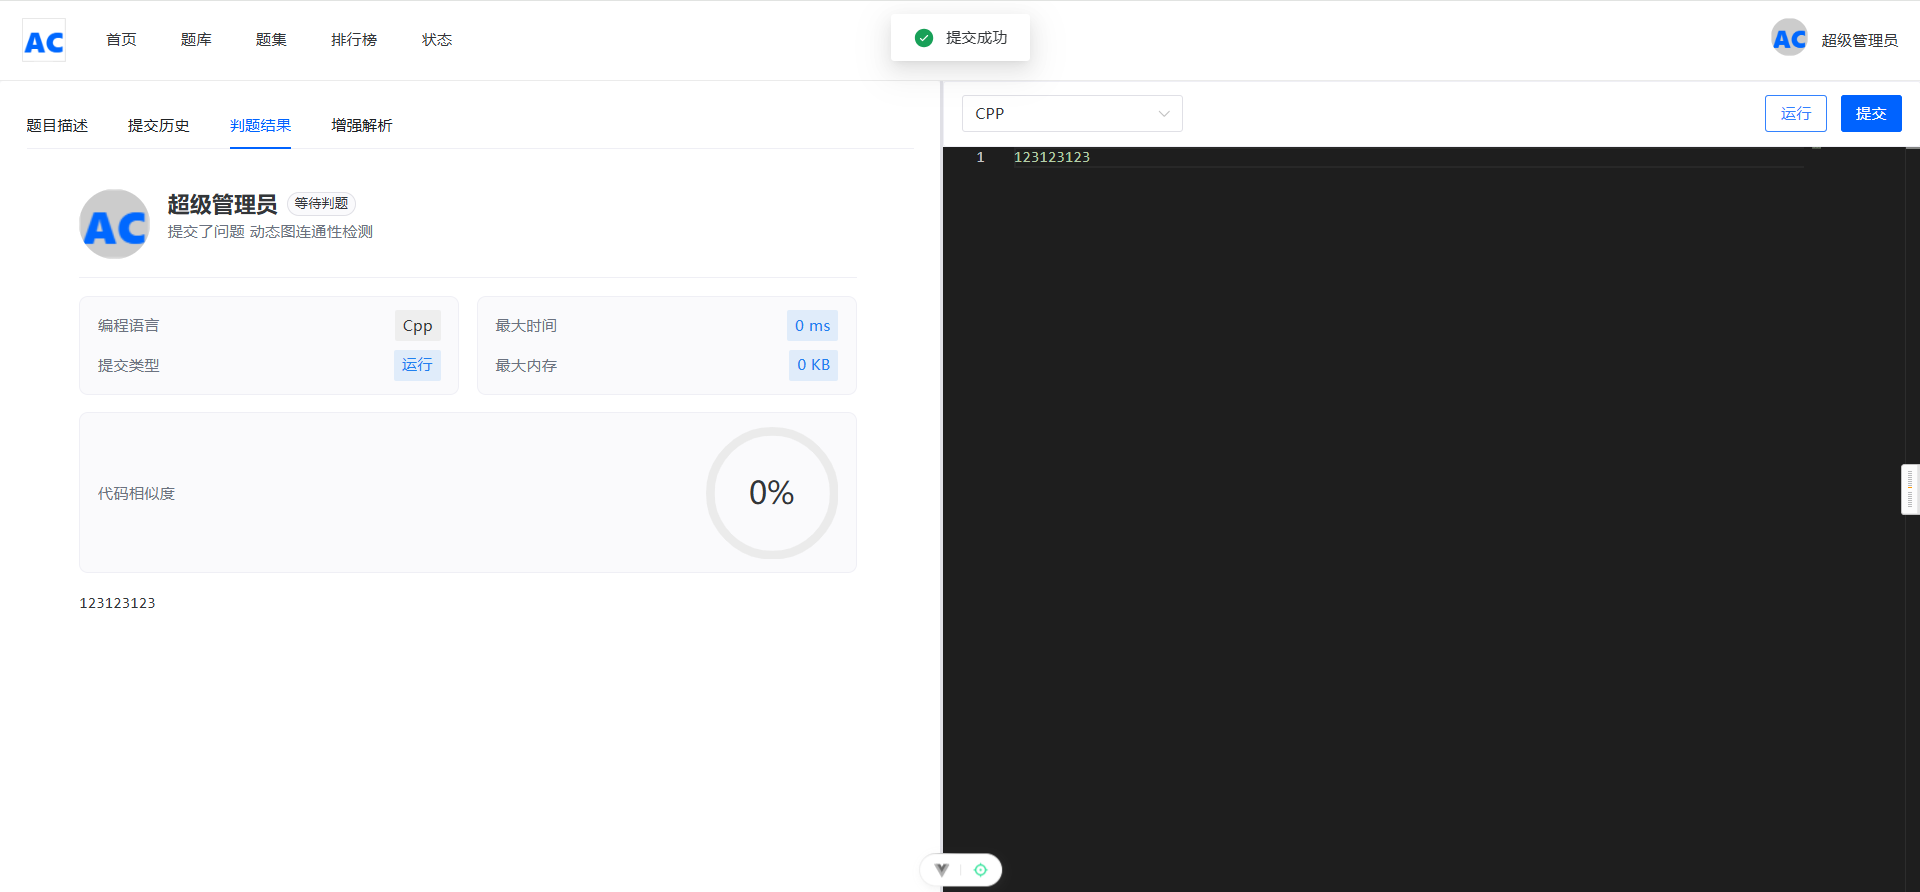 AC 首页 题库 题集 排行榜 状态 提交成功 AC 超级管理员
题目描述 提交历史 判题结果 增强解析
CPP 运行 提交
1 123123123
AC 超级管理员 等待判题
提交了问题 动态图连通性检测
编程语言 Cpp
提交类型 运行
最大时间 0 ms
最大内存 0 KB
代码相似度 0%
123123123